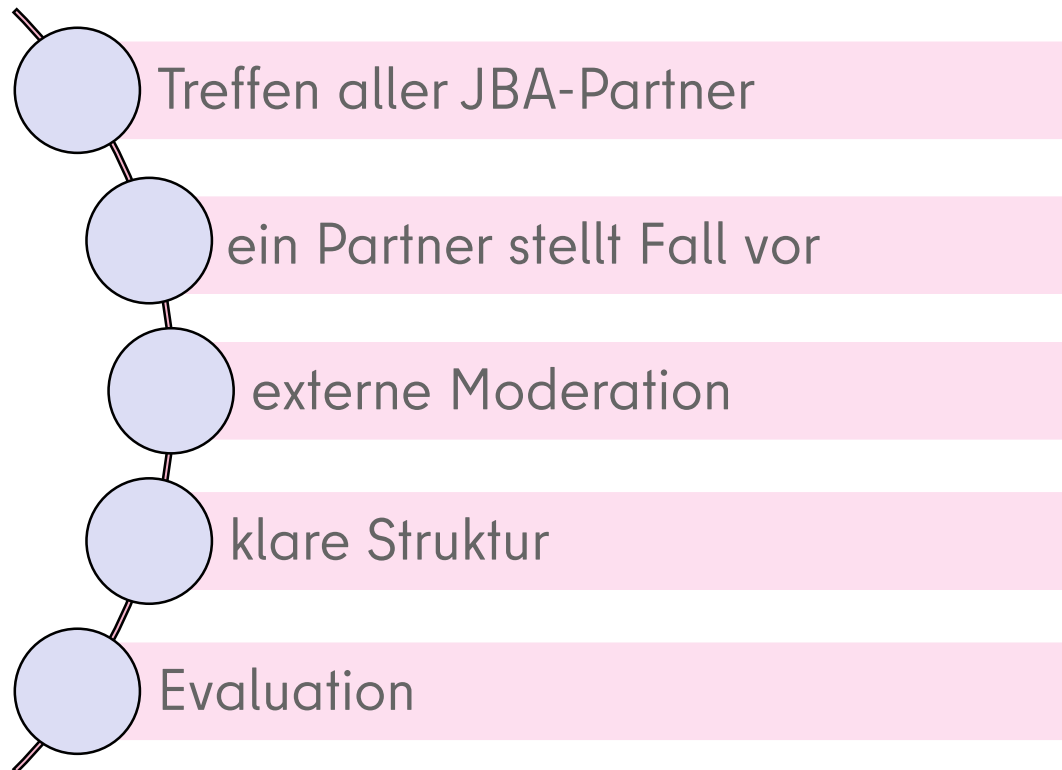 Treffen aller JBA-Partner
ein Partner stellt Fall vor
externe Moderation
klare Struktur
Evaluation